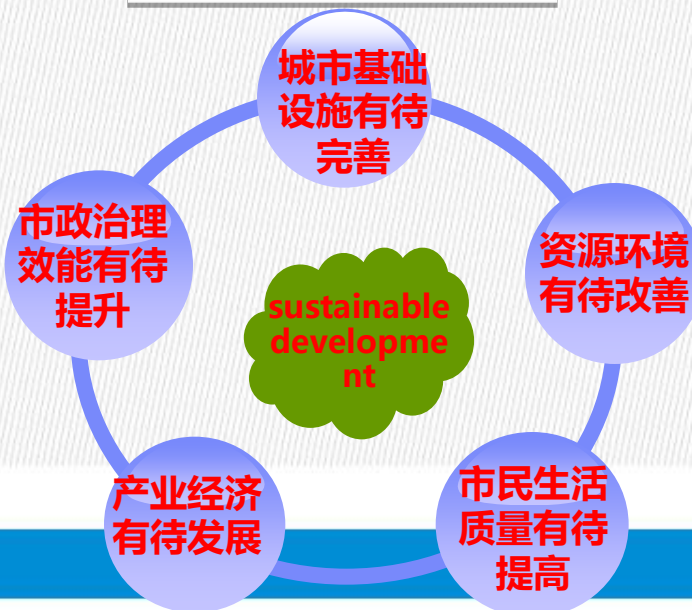 城市基础
设施有待
完善
市政治理
效能有待
提升
资源环境
有待改善
sustainable
developme
nt
产业经济
有待发展
市民生活
质量有待
提高